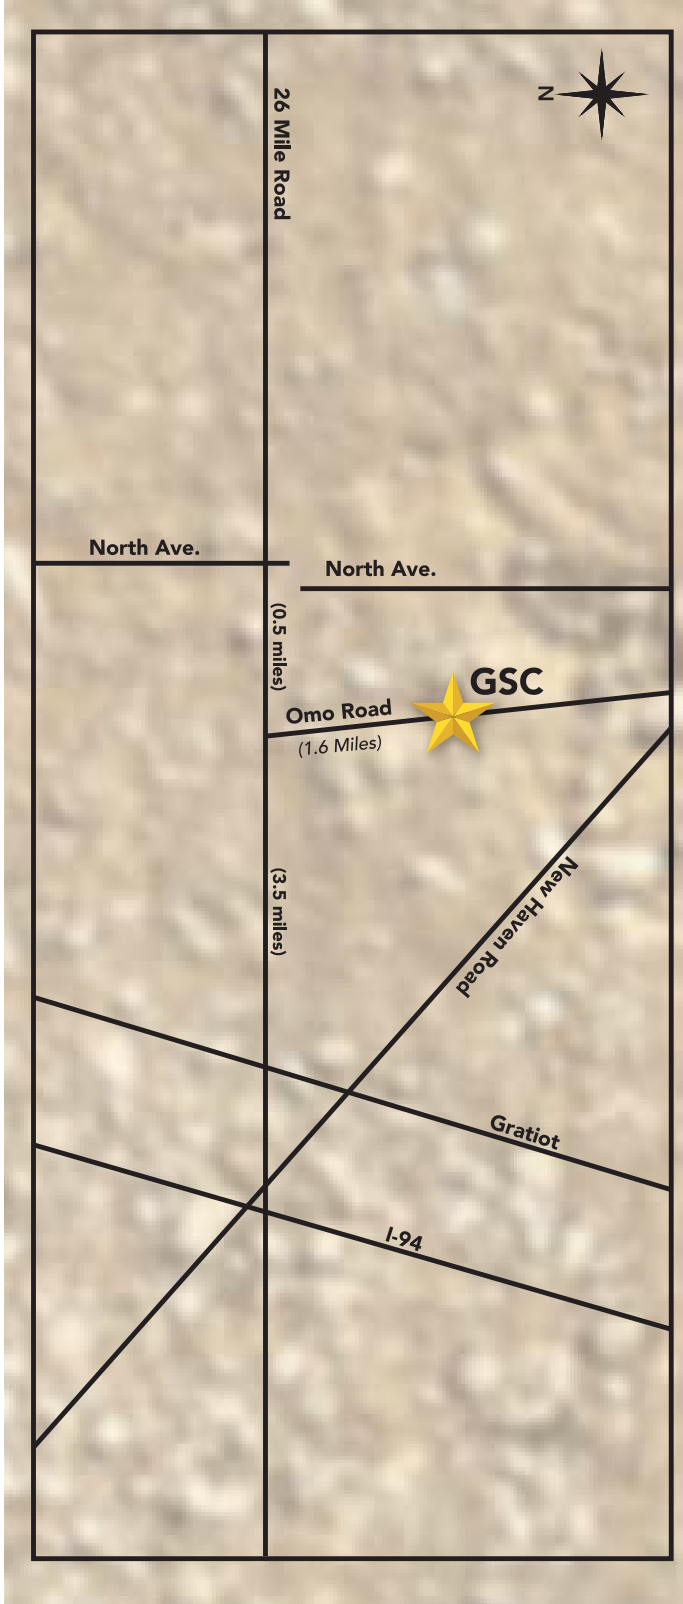 N
26 Mile Road
North Ave.
North Ave.
(0.5 miles)
GSC
Omo Road
(1.6 Miles)
(3.5 miles)
New Haven Road
Gratiot
I-94